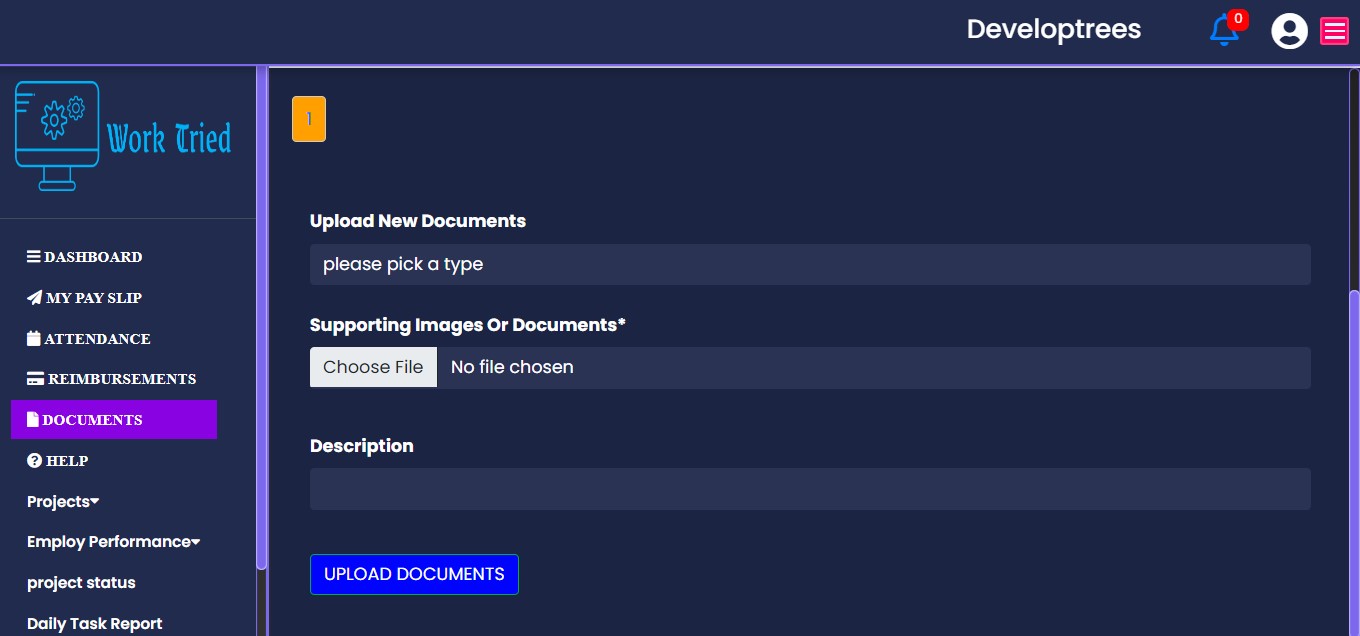 Developtrees
0
Work Tried
1
Upload New Documents
please pick a type
Supporting Images Or Documents*
Choose File No file chosen
Description
UPLOAD DOCUMENTS
DASHBOARD
MY PAY SLIP
ATTENDANCE
REIMBURSEMENTS
DOCUMENTS
HELP
Projects
Employ Performance
project status
Daily Task Report